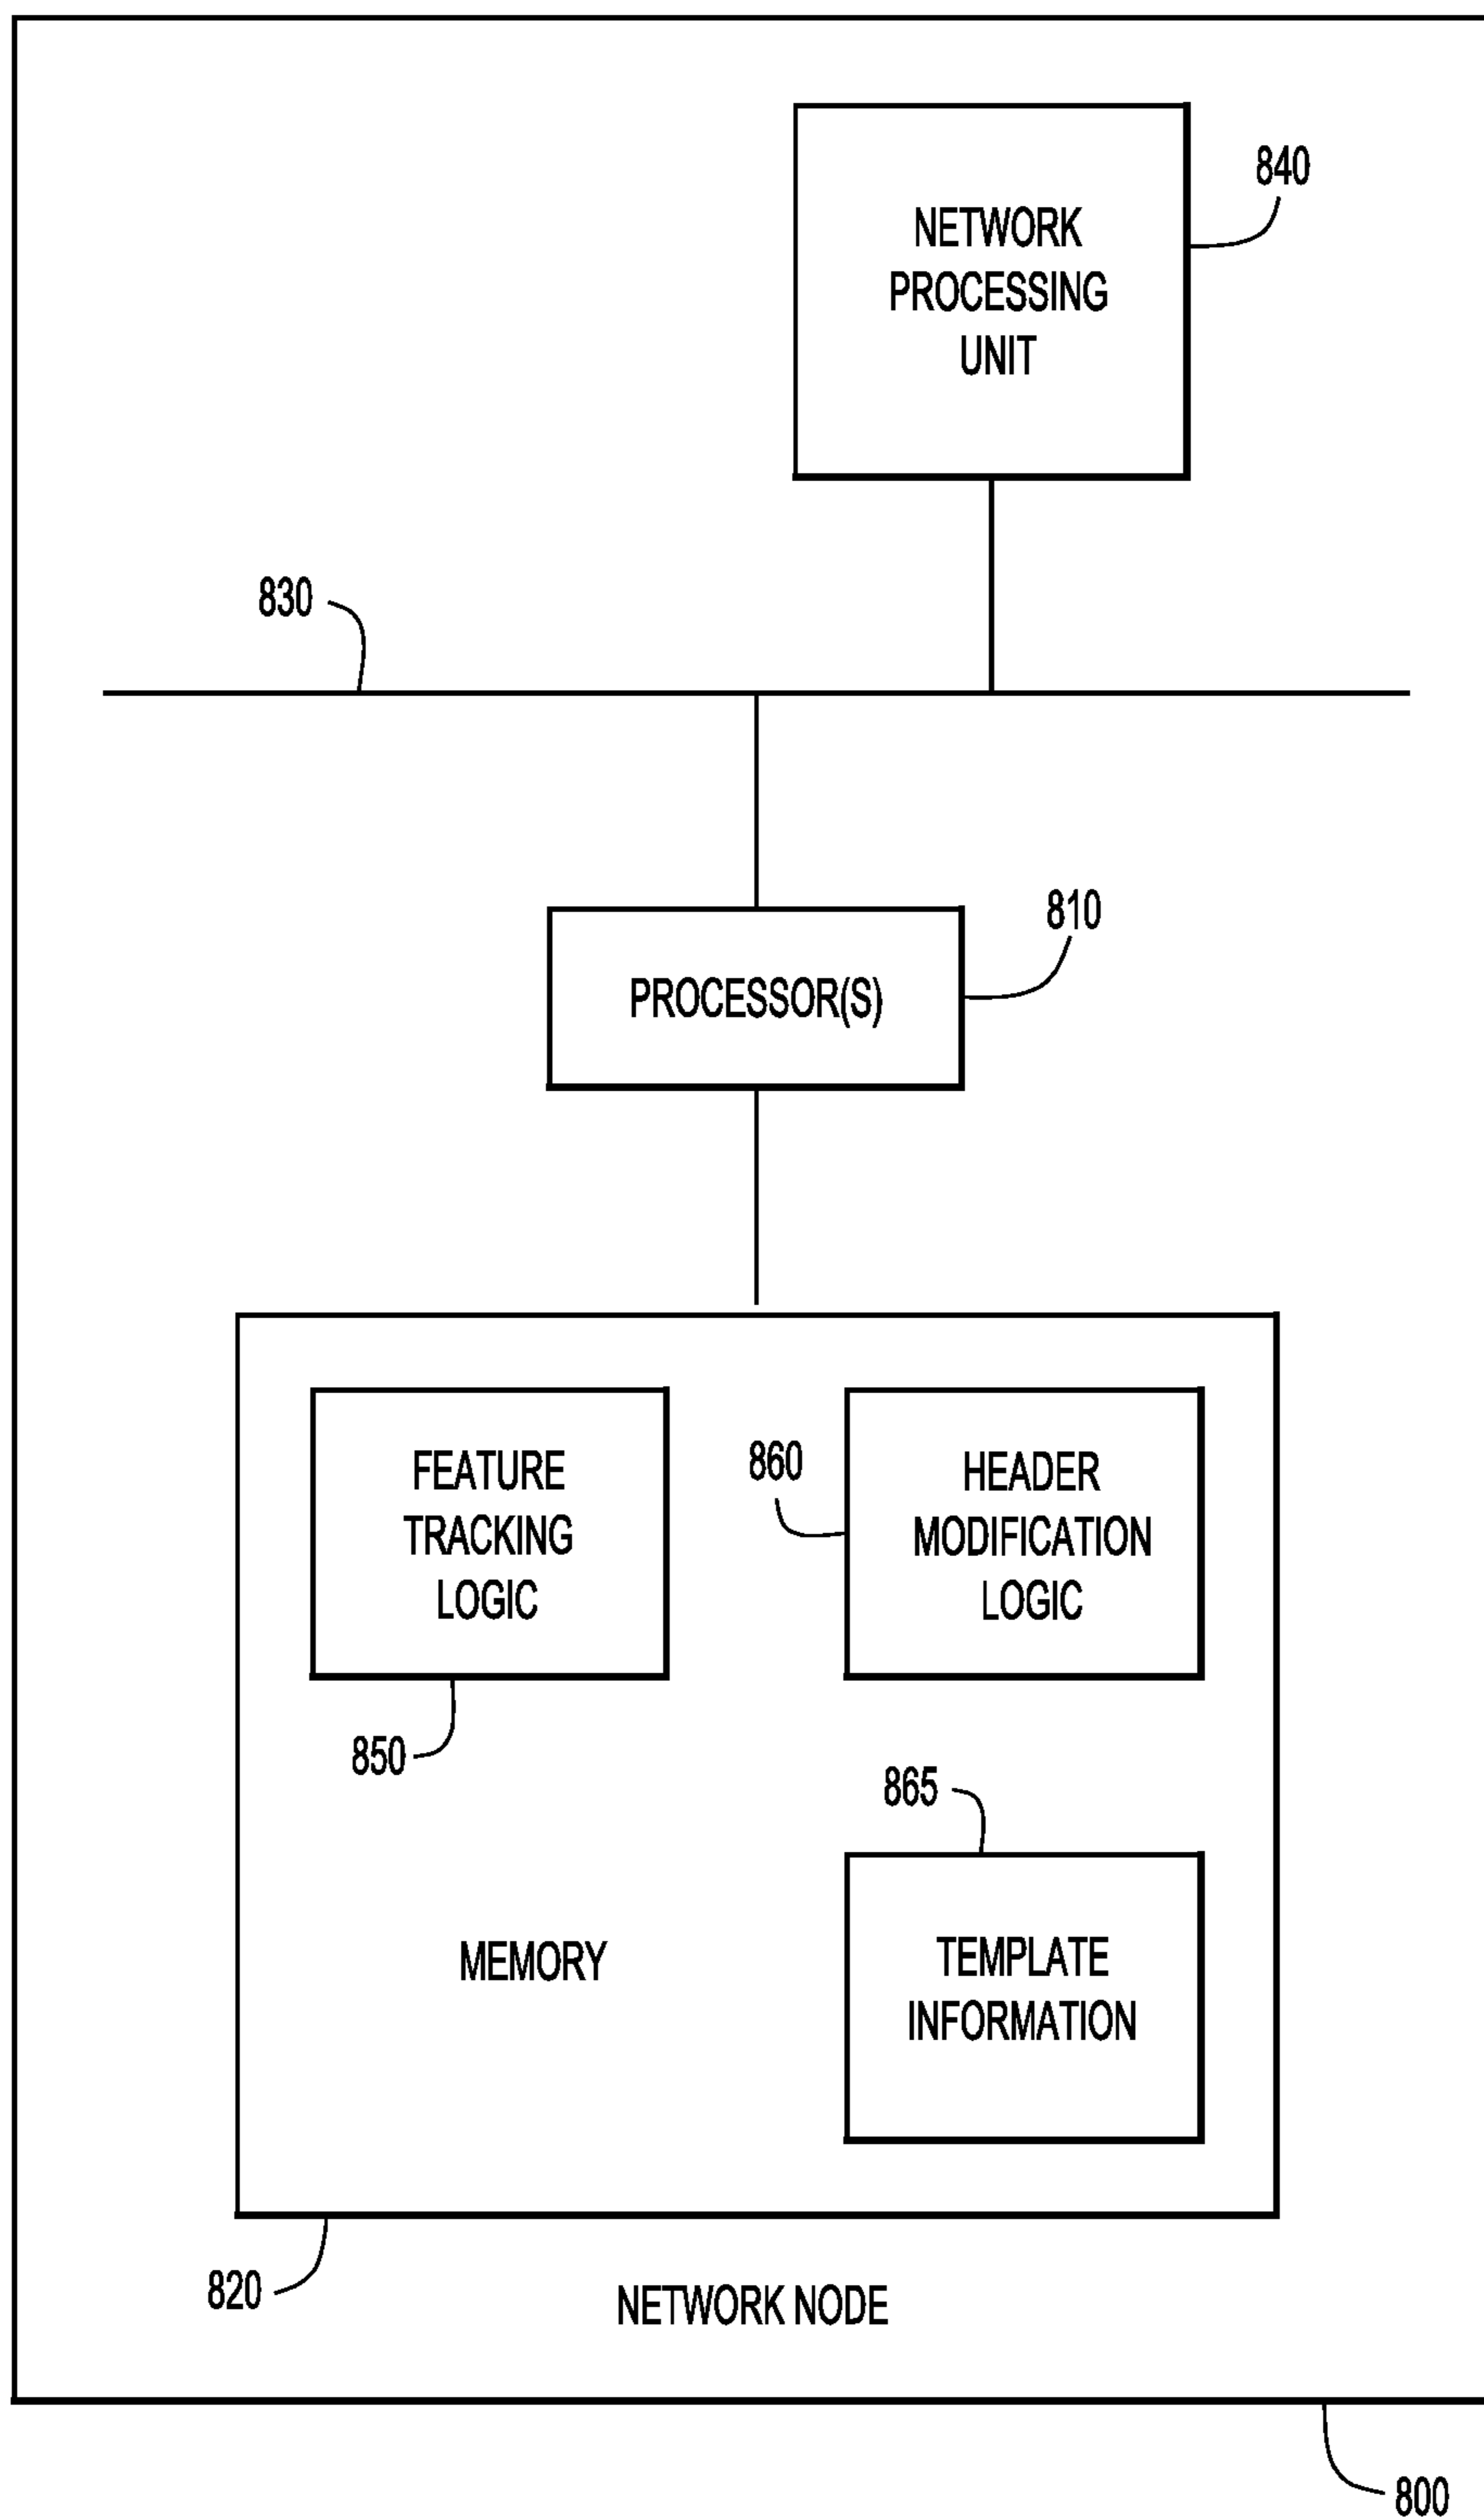 840
NETWORK
PROCESSING
UNIT
830
810
PROCESSOR(S)
FEATURE
TRACKING
LOGIC
860
HEADER
MODIFICATION
LOGIC
850
865
MEMORY
TEMPLATE
INFORMATION
820
NETWORK NODE
800